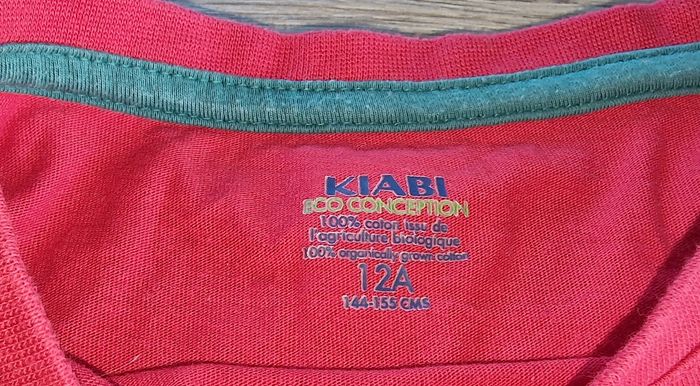 KIABI
ECO CONCEPTION
100% coton issu de
l'agriculture biologique
100% organically grown cotton
12A
144-155 CMS